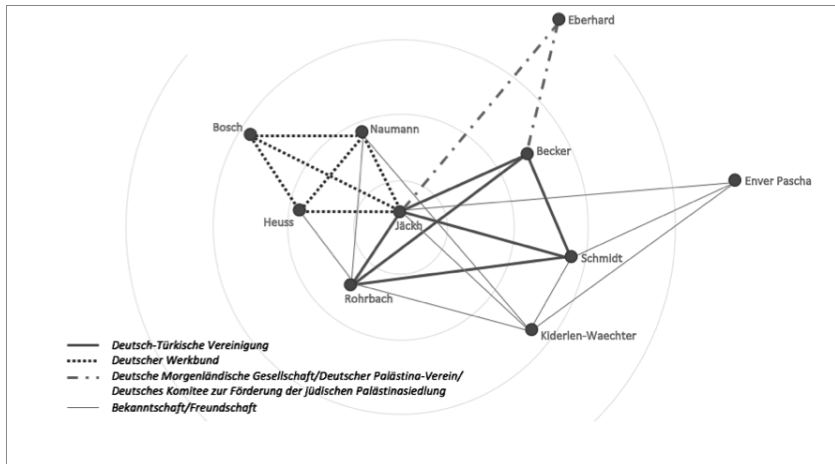 Eberhard
Bosch
Naumann
Becker
Enver Pascha
Heuss
Jäckh
Schmidt
Rohrbach
Kiderlen-Waechter
Deutsch-Türkische Vereinigung
Deutscher Werkbund
Deutsche Morgenländische Gesellschaft/Deutscher Palästina-Verein/
Deutsches Komitee zur Förderung der jüdischen Palästinasiedlung
Bekanntschaft/Freundschaft